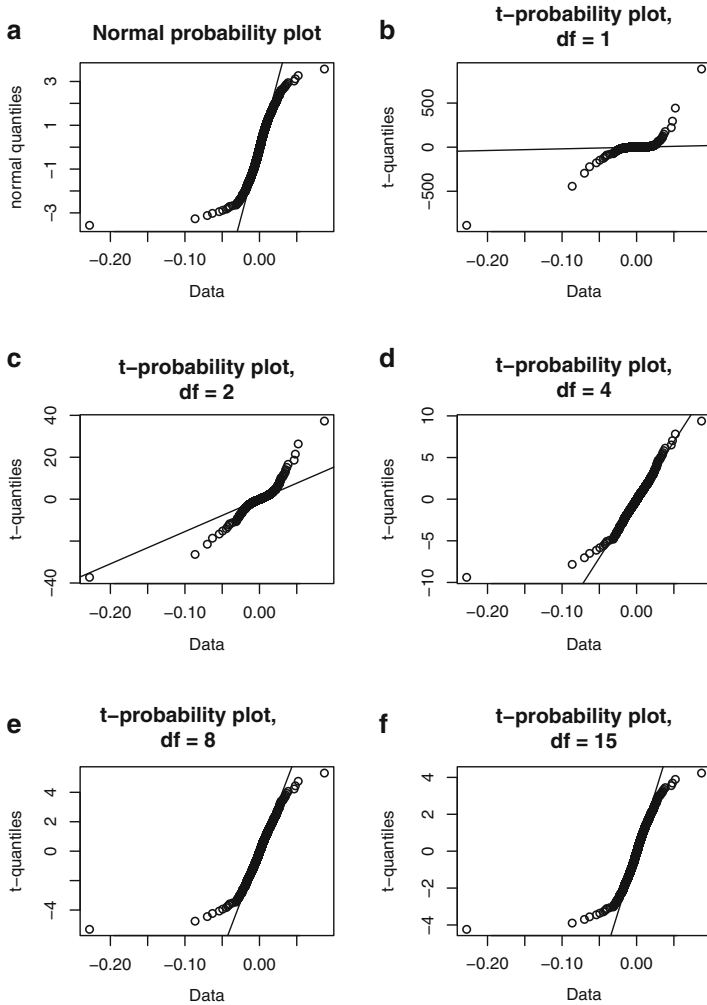 a
Normal probability plot
normal quantiles
3
1
−1
−3
−0.20
−0.10
0.00
Data
b
t−probability plot,
df = 1
t−quantiles
500
0
−500
−0.20
−0.10
0.00
Data
c
t−probability plot,
df = 2
t−quantiles
40
20
0
−40
−0.20
−0.10
0.00
Data
d
t−probability plot,
df = 4
t−quantiles
10
5
0
−5
−10
−0.20
−0.10
0.00
Data
e
t−probability plot,
df = 8
t−quantiles
4
2
0
−4
−0.20
−0.10
0.00
Data
f
t−probability plot,
df = 15
t−quantiles
4
2
0
−2
−4
−0.20
−0.10
0.00
Data